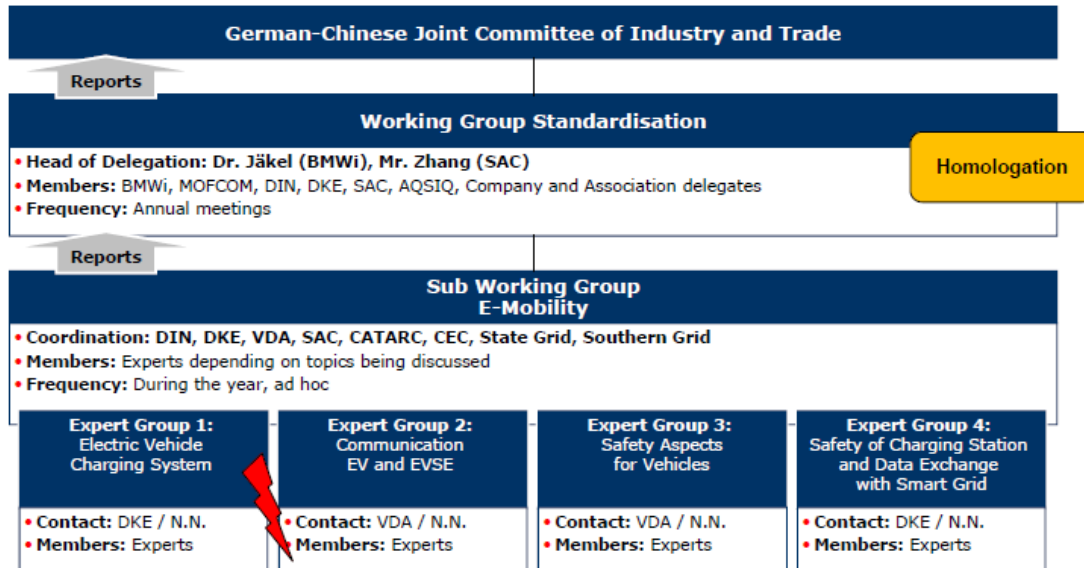 German-Chinese Joint Committee of Industry and Trade
Reports
Working Group Standardisation
• Head of Delegation: Dr. Jäkel (BMWi), Mr. Zhang (SAC)
• Members: BMWi, MOFCOM, DIN, DKE, SAC, AQSIQ, Company and Association delegates
• Frequency: Annual meetings
Homologation
Reports
Sub Working Group
E-Mobility
• Coordination: DIN, DKE, VDA, SAC, CATARC, CEC, State Grid, Southern Grid
• Members: Experts depending on topics being discussed
• Frequency: During the year, ad hoc
Expert Group 1:
Electric Vehicle
Charging System
• Contact: DKE / N.N.
• Members: Experts
Expert Group 2:
Communication
EV and EVSE
• Contact: VDA / N.N.
• Members: Experts
Expert Group 3:
Safety Aspects
for Vehicles
• Contact: VDA / N.N.
• Members: Experts
Expert Group 4:
Safety of Charging Station
and Data Exchange
with Smart Grid
• Contact: DKE / N.N.
• Members: Experts